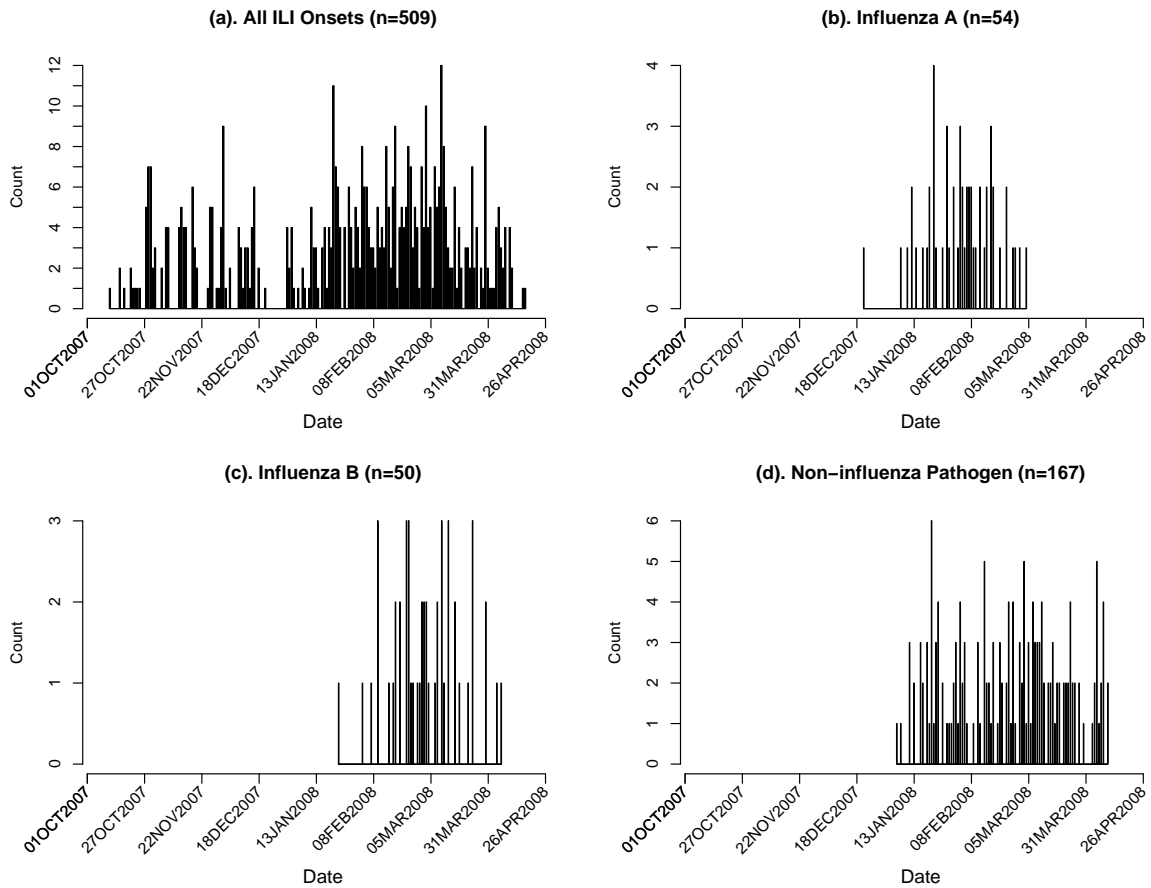 (a). All ILI Onsets (n=509)
Count
12
10
8
6
4
2
0
01OCT2007
27OCT2007
22NOV2007
18DEC2007
13JAN2008
08FEB2008
05MAR2008
31MAR2008
26APR2008
Date
(b). Influenza A (n=54)
Count
4
3
2
1
0
01OCT2007
27OCT2007
22NOV2007
18DEC2007
13JAN2008
08FEB2008
05MAR2008
31MAR2008
26APR2008
Date
(c). Influenza B (n=50)
Count
3
2
1
0
01OCT2007
27OCT2007
22NOV2007
18DEC2007
13JAN2008
08FEB2008
05MAR2008
31MAR2008
26APR2008
Date
(d). Non−influenza Pathogen (n=167)
Count
6
5
4
3
2
1
0
01OCT2007
27OCT2007
22NOV2007
18DEC2007
13JAN2008
08FEB2008
05MAR2008
31MAR2008
26APR2008
Date